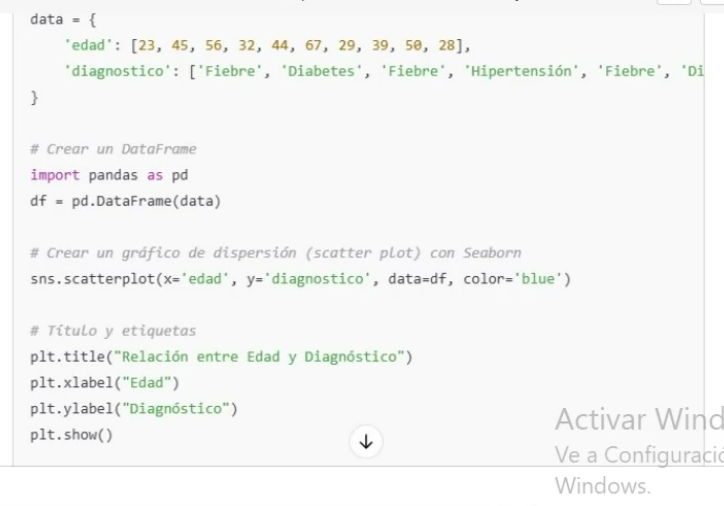 data = {
'edad': [23, 45, 56, 32, 44, 67, 29, 39, 50, 28],
'diagnostico': ['Fiebre', 'Diabetes', 'Fiebre', 'Hipertensión', 'Fiebre', 'Di
}
# Crear un DataFrame
import pandas as pd
df = pd.DataFrame(data)
# Crear un gráfico de dispersión (scatter plot) con Seaborn
sns.scatterplot(x='edad', y='diagnostico', data=df, color='blue')
# Título y etiquetas
plt.title("Relación entre Edad y Diagnóstico")
plt.xlabel("Edad")
plt.ylabel("Diagnóstico")
plt.show()
Activar Wind
Ve a Configuració
Windows.